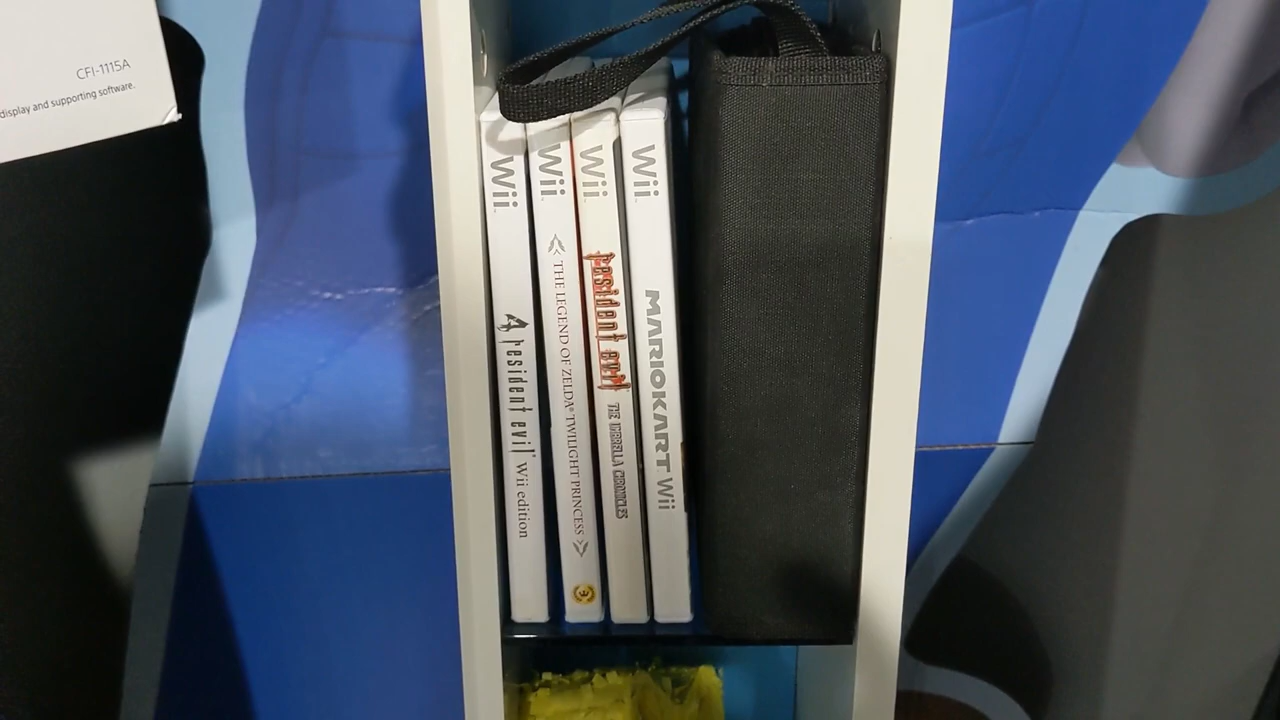 CFI-1115A
display and supporting software.
Wii
4 resident evil Wii edition
Wii
THE LEGEND OF ZELDA TWILIGHT PRINCESS
Wii
resident evil THE UMBRELLA CHRONICLES
Wii
MARIOKART Wii